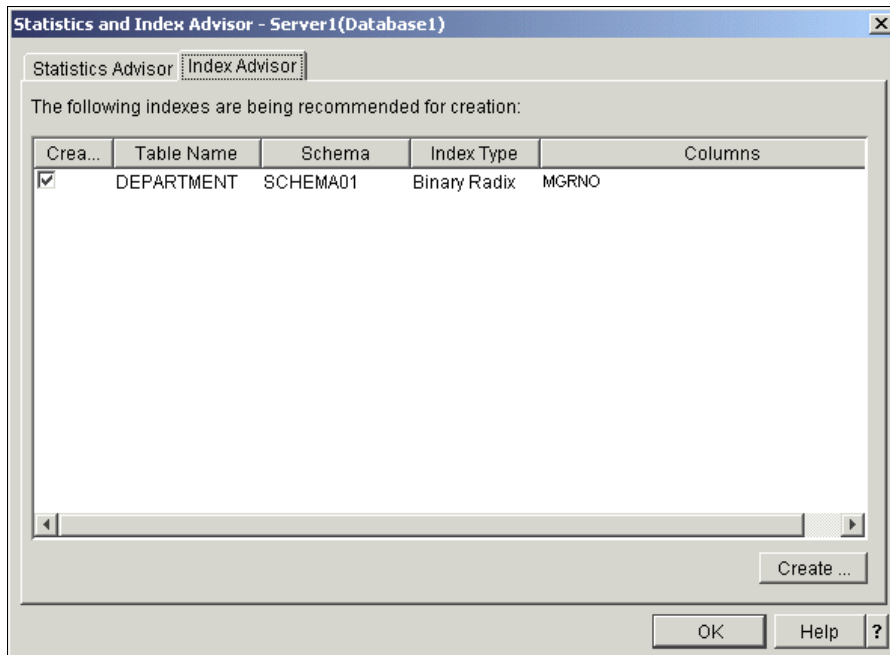 Statistics and Index Advisor - Server1(Database1)
Statistics Advisor Index Advisor
The following indexes are being recommended for creation:
Crea... Table Name Schema Index Type Columns
DEPARTMENT SCHEMA01 Binary Radix MGRNO
Create ...
OK Help ?